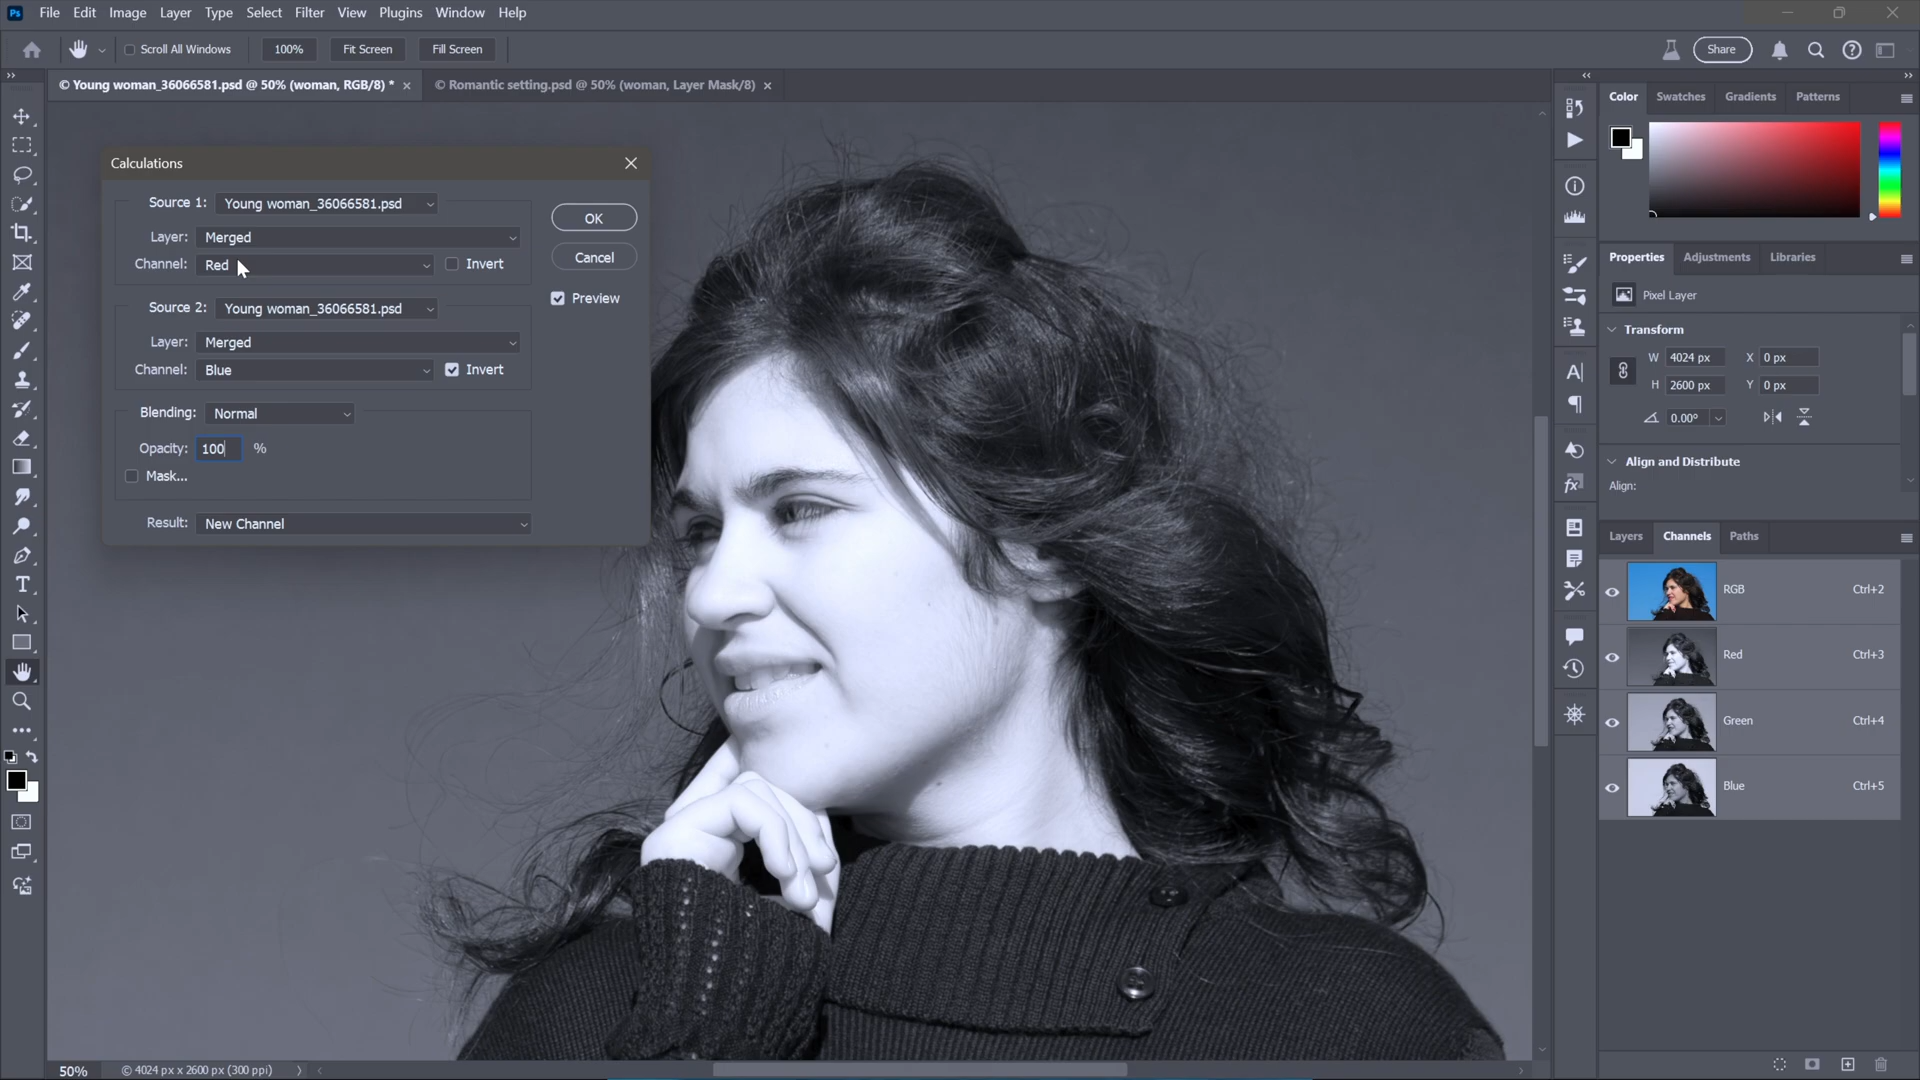 Ps File Edit Image Layer Type Select Filter View Plugins Window Help
Scroll All Windows 100% Fit Screen Fill Screen Share
© Young woman_36066581.psd @ 50% (woman, RGB/8) * × © Romantic setting.psd @ 50% (woman, Layer Mask/8) ×
Calculations
Source 1: Young woman_36066581.psd
Layer: Merged
Channel: Red Invert
Source 2: Young woman_36066581.psd
Layer: Merged
Channel: Blue Invert
Blending: Normal
Opacity: 100 %
Mask...
Result: New Channel
OK
Cancel
Preview
Color Swatches Gradients Patterns
Properties Adjustments Libraries
Pixel Layer
Transform
W 4024 px X 0 px
H 2600 px Y 0 px
0.00°
Align and Distribute
Align:
Layers Channels Paths
RGB Ctrl+2
Red Ctrl+3
Green Ctrl+4
Blue Ctrl+5
50% © 4024 px x 2600 px (300 ppi)